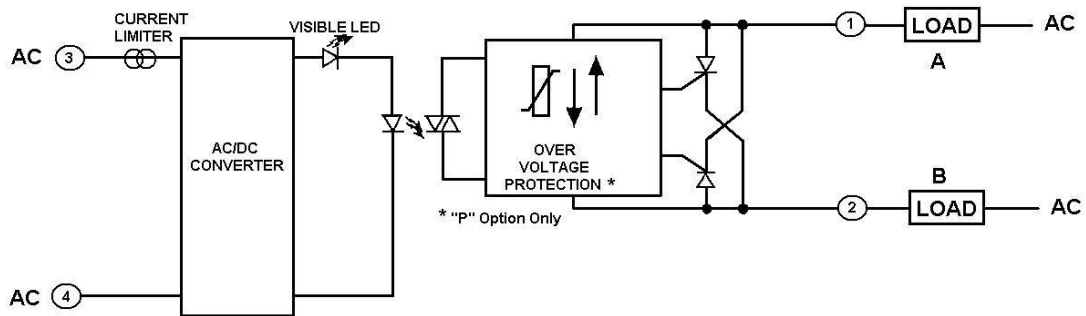 CURRENT
LIMITER
VISIBLE LED
AC 3
AC/DC
CONVERTER
AC 4
OVER
VOLTAGE
PROTECTION *
* "P" Option Only
1 LOAD AC
A
B
2 LOAD AC